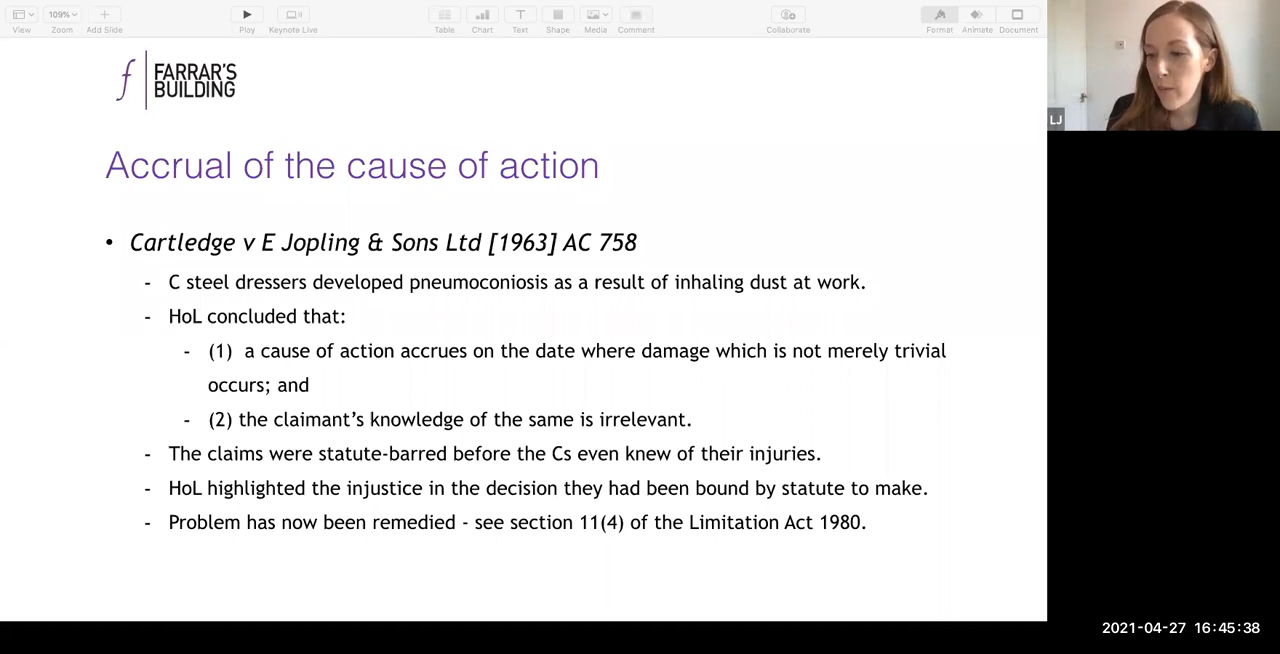 109%
View
Zoom
Add Slide
Play
Keynote Live
Table
Chart
Text
Shape
Media
Comment
Collaborate
Format
Animate
Document
f
FARRAR'S
BUILDING
LJ
Accrual of the cause of action
• Cartledge v E Jopling & Sons Ltd [1963] AC 758
- C steel dressers developed pneumoconiosis as a result of inhaling dust at work.
- HoL concluded that:
- (1) a cause of action accrues on the date where damage which is not merely trivial
occurs; and
- (2) the claimant’s knowledge of the same is irrelevant.
- The claims were statute-barred before the Cs even knew of their injuries.
- HoL highlighted the injustice in the decision they had been bound by statute to make.
- Problem has now been remedied - see section 11(4) of the Limitation Act 1980.
2021-04-27 16:45:38